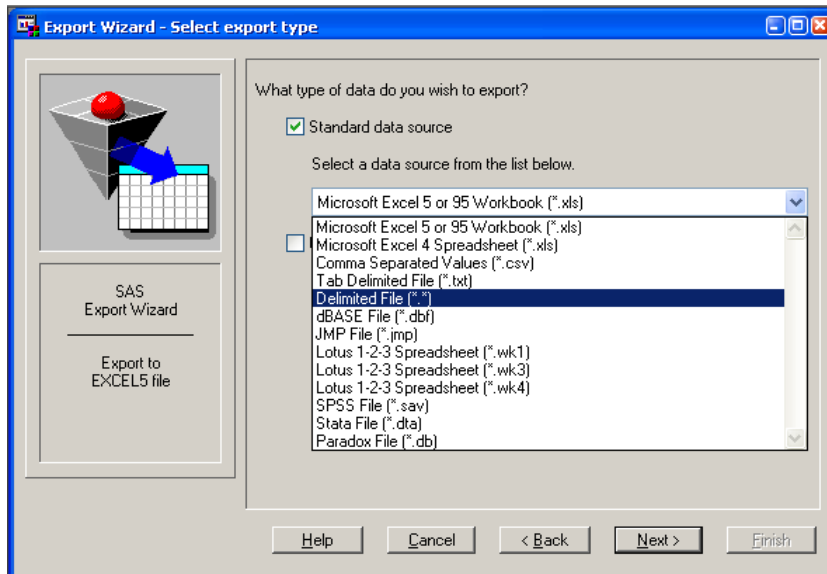 Export Wizard - Select export type
What type of data do you wish to export?
Standard data source
Select a data source from the list below.
Microsoft Excel 5 or 95 Workbook (*.xls)
Microsoft Excel 5 or 95 Workbook (*.xls)
Microsoft Excel 4 Spreadsheet (*.xls)
Comma Separated Values (*.csv)
Tab Delimited File (*.txt)
Delimited File (*.*)
dBASE File (*.dbf)
JMP File (*.jmp)
Lotus 1-2-3 Spreadsheet (*.wk1)
Lotus 1-2-3 Spreadsheet (*.wk3)
Lotus 1-2-3 Spreadsheet (*.wk4)
SPSS File (*.sav)
Stata File (*.dta)
Paradox File (*.db)
SAS
Export Wizard
Export to
EXCEL5 file
Help
Cancel
< Back
Next >
Finish